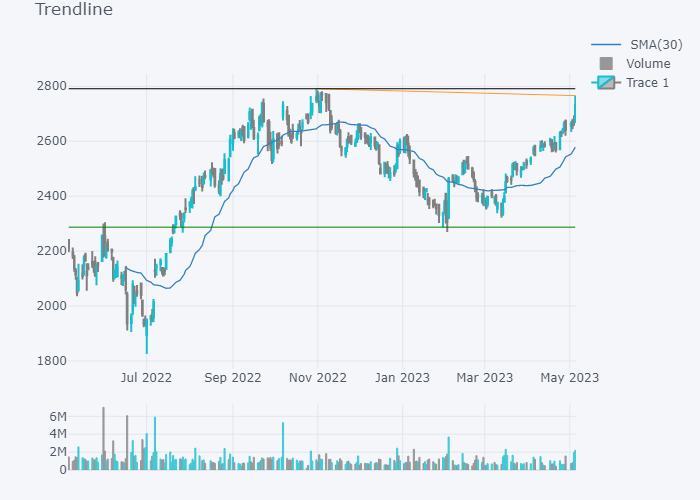 Trendline
SMA(30)
Volume
Trace 1
2800
2600
2400
2200
2000
1800
Jul 2022 Sep 2022 Nov 2022 Jan 2023 Mar 2023 May 2023
6M
4M
2M
0